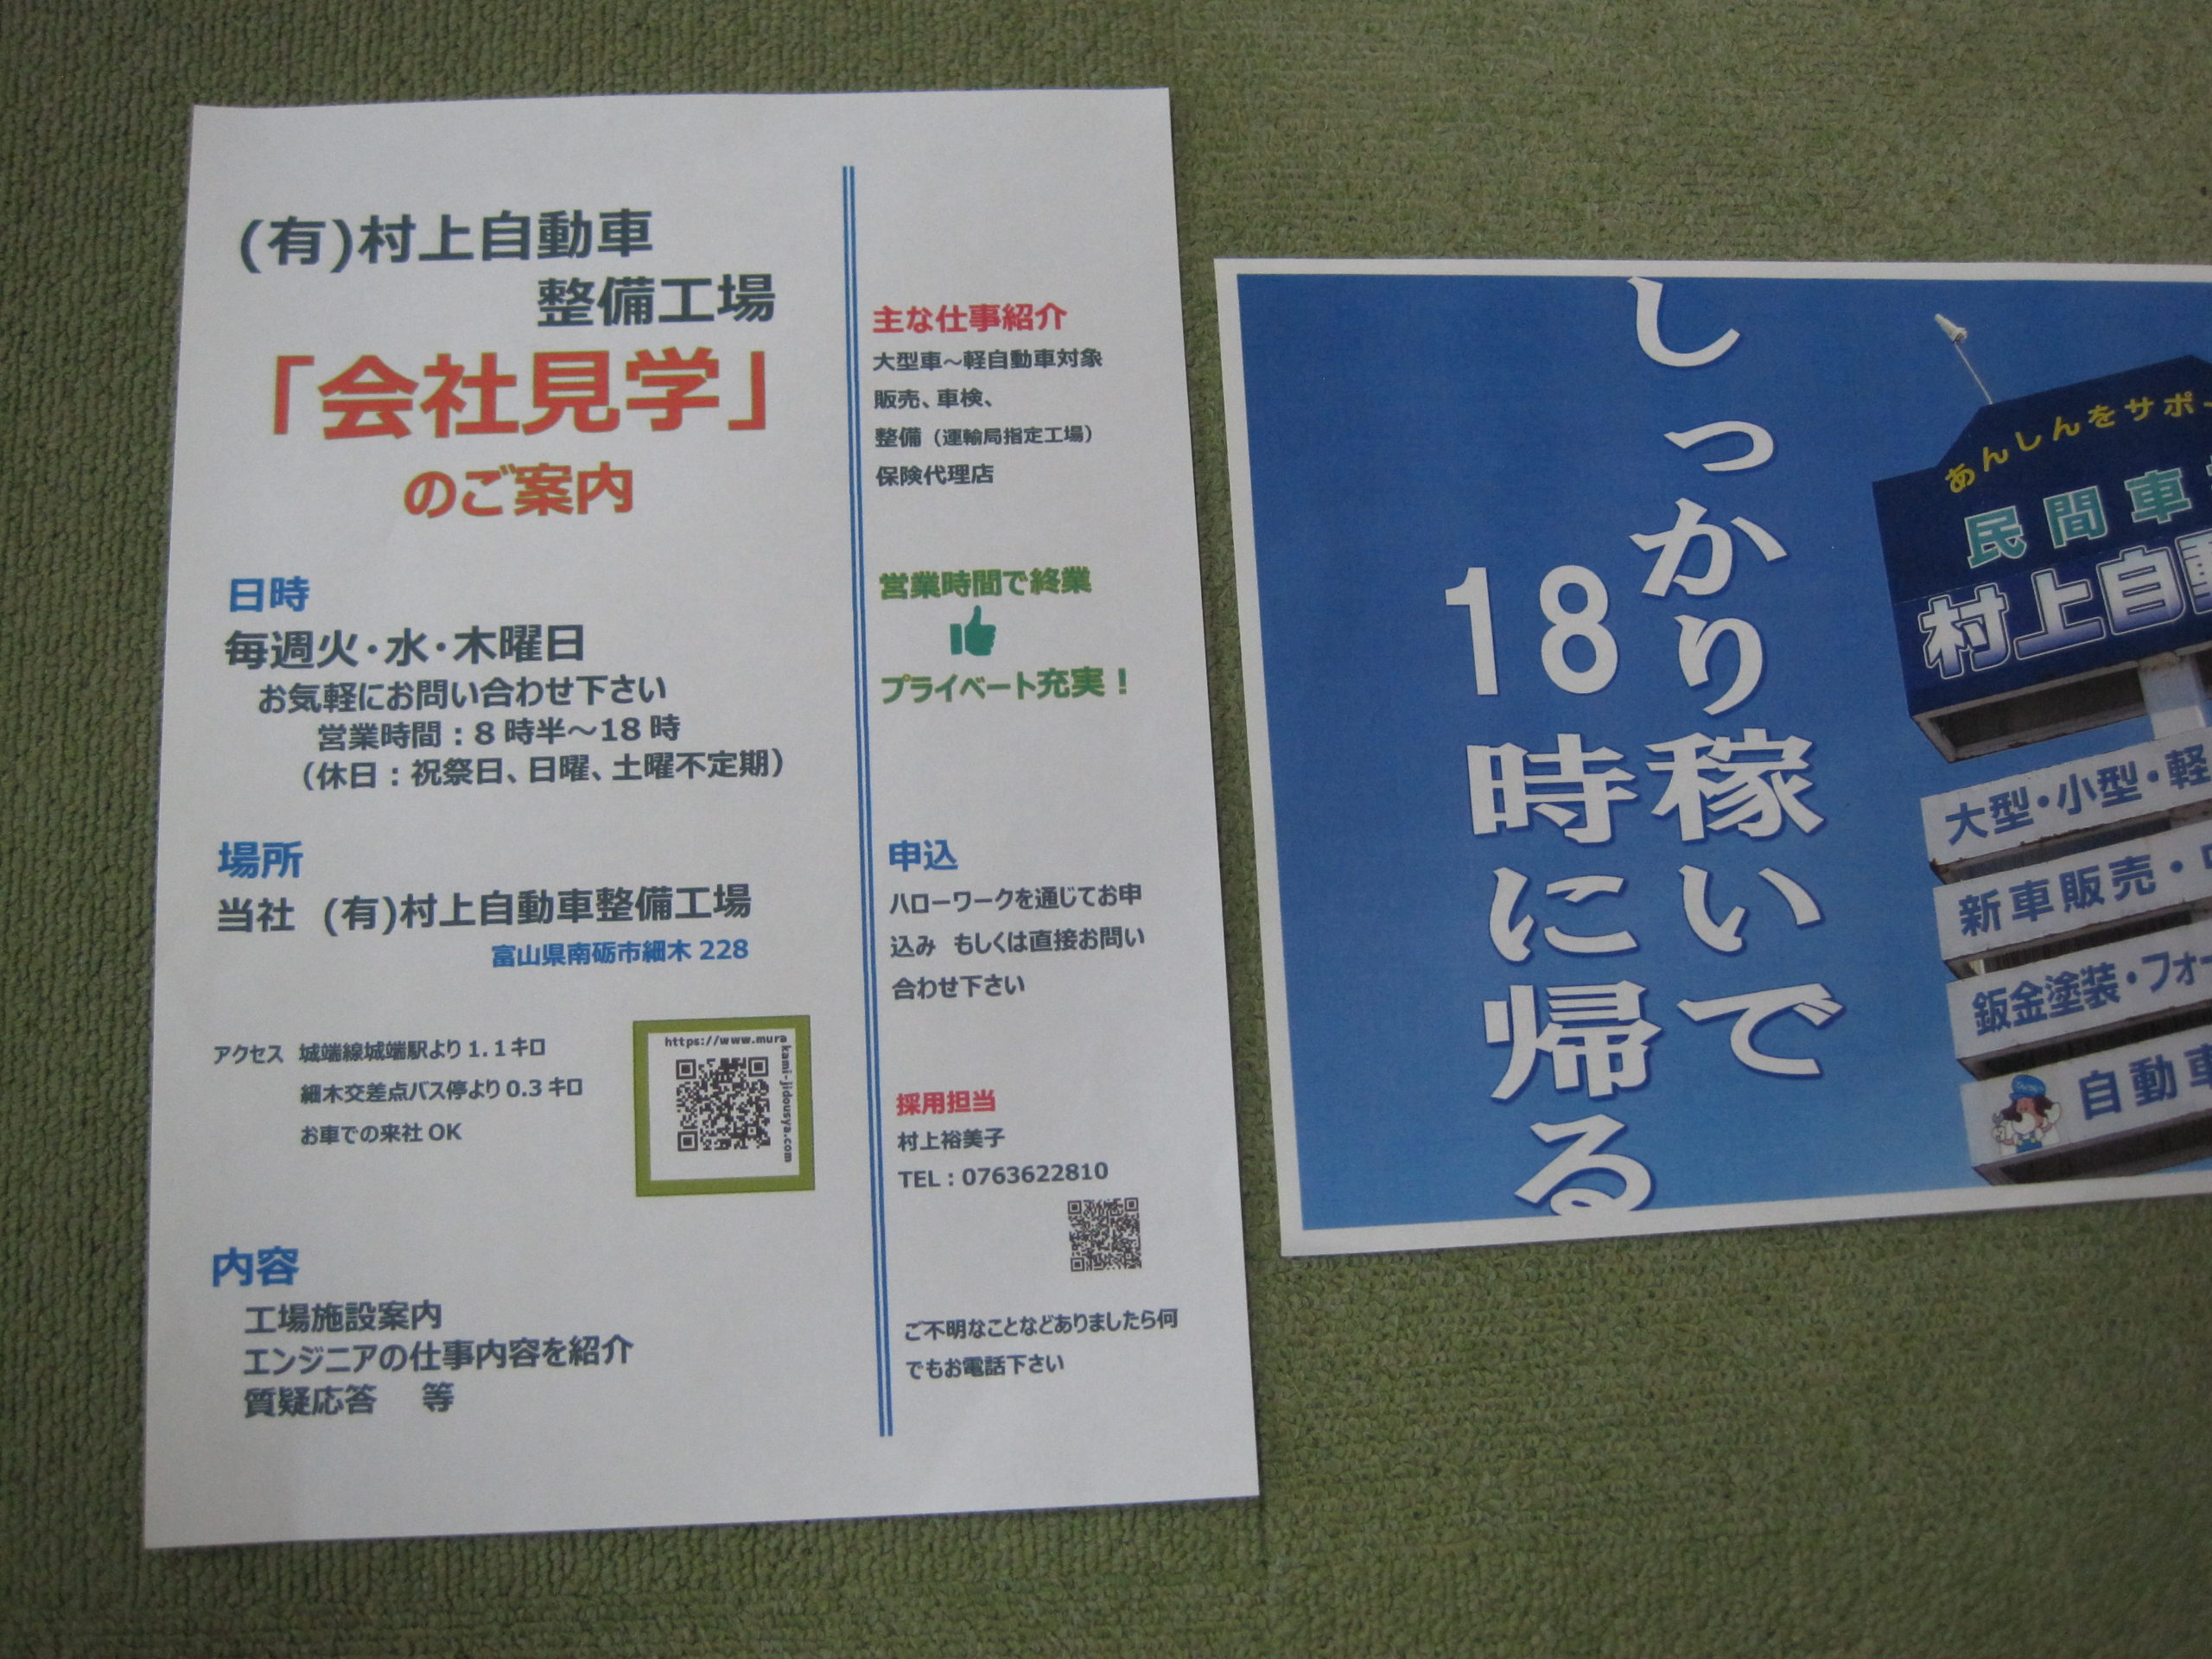 (有)村上自動車
整備工場
「会社見学」
のご案内
日時
毎週火・水・木曜日
お気軽にお問い合わせ下さい
営業時間：8時半～18時
（休日：祝祭日、日曜、土曜不定期）
場所
当社 (有)村上自動車整備工場
富山県南砺市細木228
アクセス 城端線城端駅より1.1キロ
細木交差点バス停より0.3キロ
お車での来社OK
https://www.mura
kami-jidousya.com
内容
工場施設案内
エンジニアの仕事内容を紹介
質疑応答 等
主な仕事紹介
大型車～軽自動車対象
販売、車検、
整備（運輸局指定工場）
保険代理店
営業時間で終業
プライベート充実！
申込
ハローワークを通じてお申
込み もしくは直接お問い
合わせ下さい
採用担当
村上裕美子
TEL：0763622810
ご不明なことなどありましたら何
でもお電話下さい
しっかり稼いで
18時に帰る
あんしんをサポ
民間車
村上自動
大型・小型・軽
新車販売・
鈑金塗装・フォー
自動車